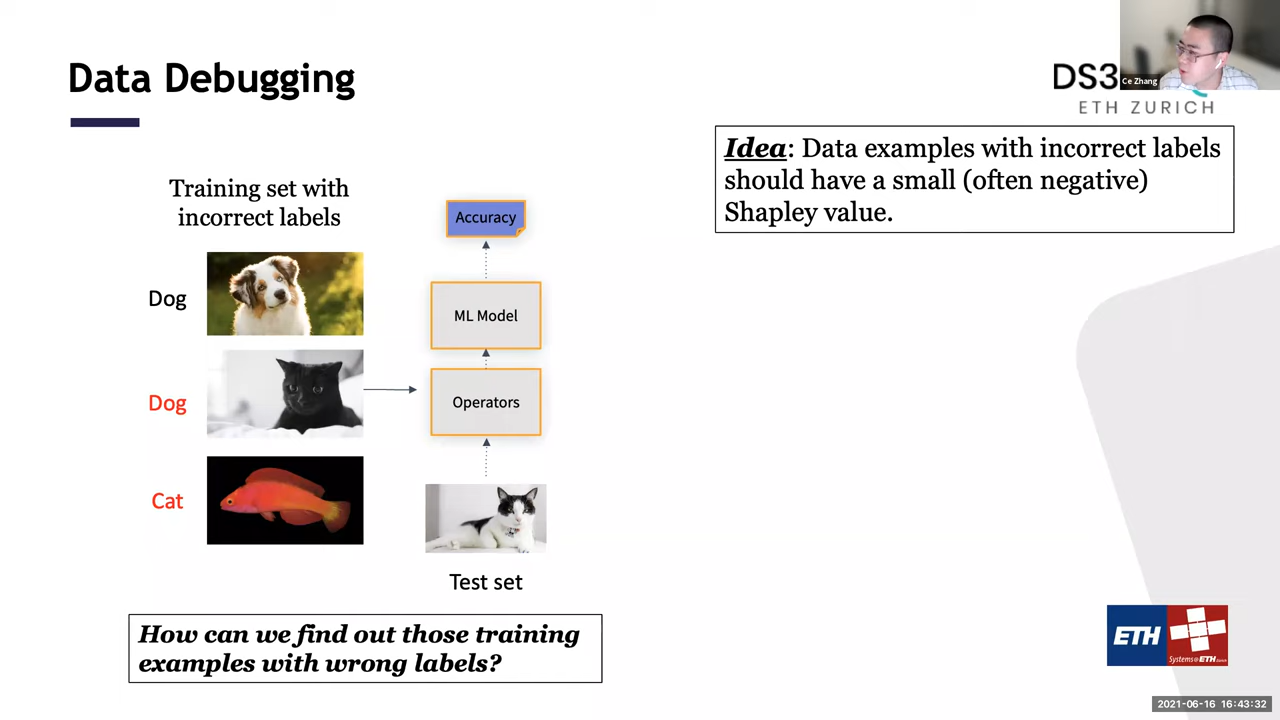 Data Debugging
DS3
ETH ZURICH
Ce Zhang
Idea: Data examples with incorrect labels
should have a small (often negative)
Shapley value.
Training set with
incorrect labels
Accuracy
Dog
ML Model
Dog
Operators
Cat
Test set
How can we find out those training
examples with wrong labels?
ETH
Systems@ETH
2021-06-16 16:43:32